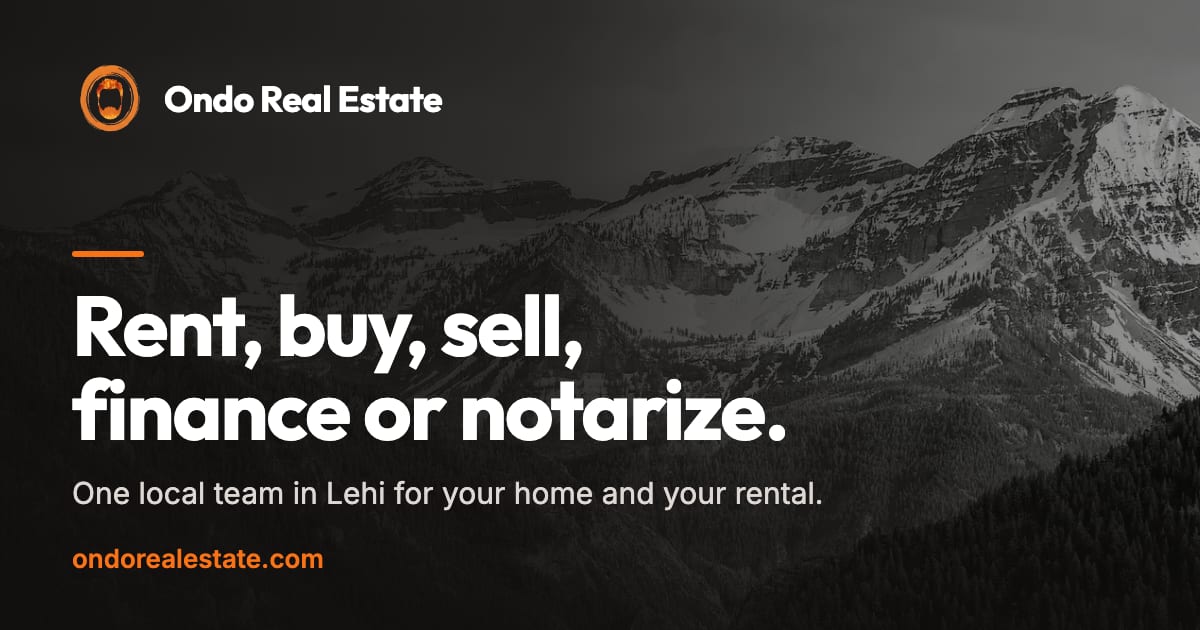 Ondo Real Estate
Rent, buy, sell,
finance or notarize.
One local team in Lehi for your home and your rental.
ondorealestate.com